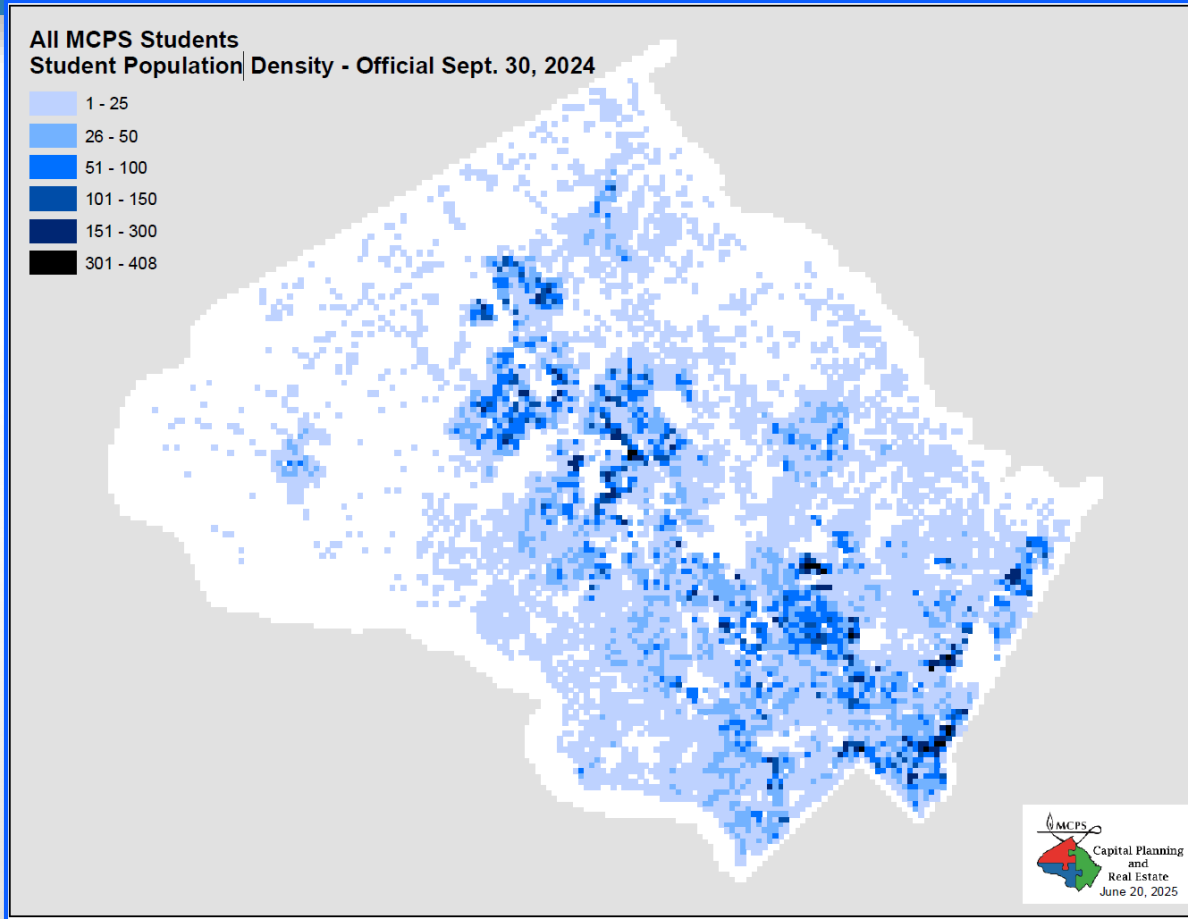 All MCPS Students
Student Population Density - Official Sept. 30, 2024
1 - 25
26 - 50
51 - 100
101 - 150
151 - 300
301 - 408
MCPS
Capital Planning
and
Real Estate
June 20, 2025